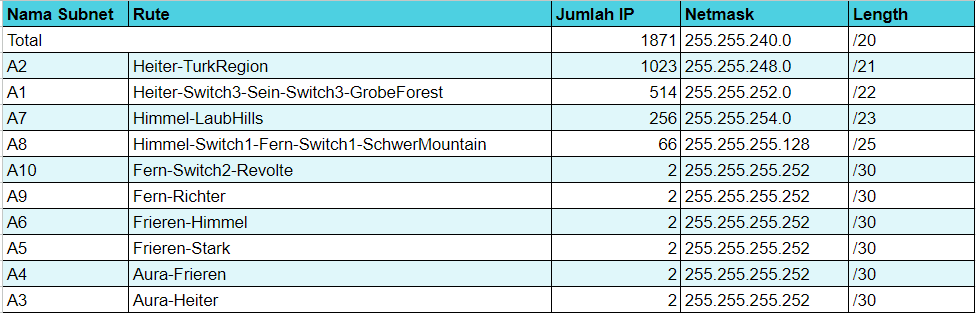 Nama Subnet Rute Jumlah IP Netmask Length
Total 1871 255.255.240.0 /20
A2 Heiter-TurkRegion 1023 255.255.248.0 /21
A1 Heiter-Switch3-Sein-Switch3-GrobeForest 514 255.255.252.0 /22
A7 Himmel-LaubHills 256 255.255.254.0 /23
A8 Himmel-Switch1-Fern-Switch1-SchwerMountain 66 255.255.255.128 /25
A10 Fern-Switch2-Revolte 2 255.255.255.252 /30
A9 Fern-Richter 2 255.255.255.252 /30
A6 Frieren-Himmel 2 255.255.255.252 /30
A5 Frieren-Stark 2 255.255.255.252 /30
A4 Aura-Frieren 2 255.255.255.252 /30
A3 Aura-Heiter 2 255.255.255.252 /30